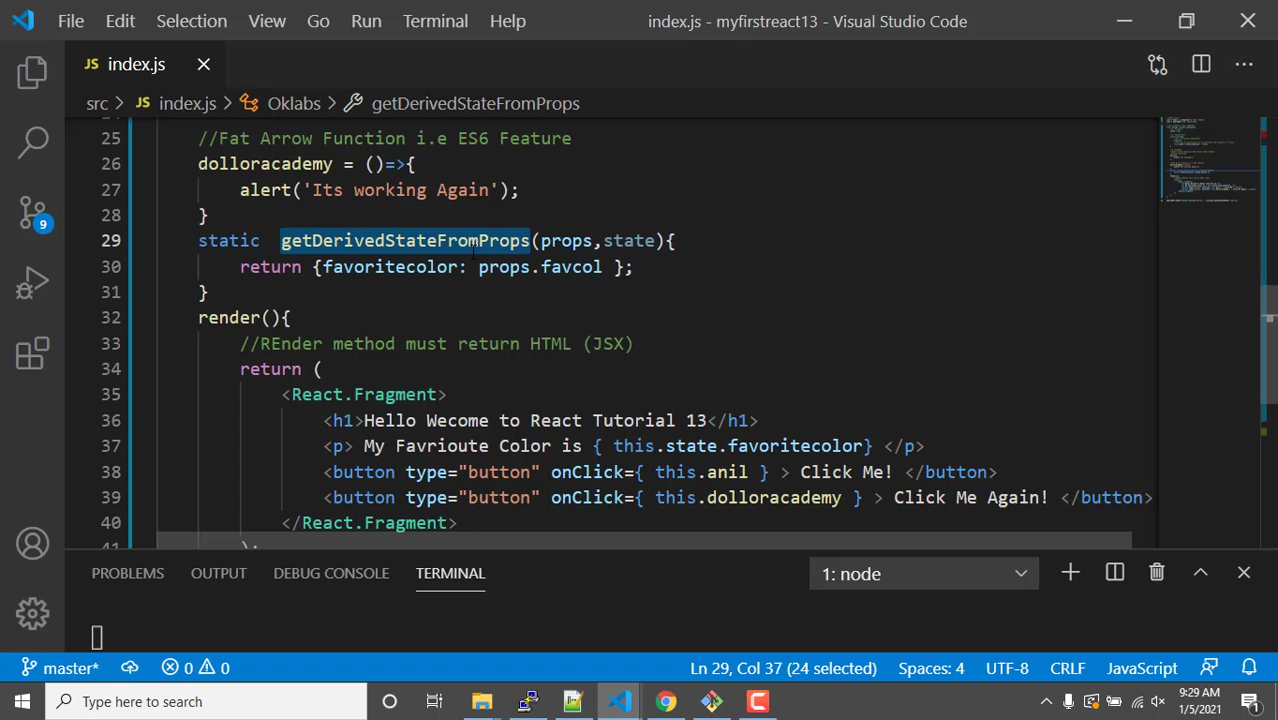 File Edit Selection View Go Run Terminal Help index.js - myfirstreact13 - Visual Studio Code
JS index.js
src > JS index.js > Oklabs > getDerivedStateFromProps
25 //Fat Arrow Function i.e ES6 Feature
26 dolloracademy = ()=>{
27 alert('Its working Again');
28 }
29 static getDerivedStateFromProps(props,state){
30 return {favoritecolor: props.favcol };
31 }
32 render(){
33 //REnder method must return HTML (JSX)
34 return (
35 <React.Fragment>
36 <h1>Hello Wecome to React Tutorial 13</h1>
37 <p> My Favrioute Color is { this.state.favoritecolor} </p>
38 <button type="button" onClick={ this.anil } > Click Me! </button>
39 <button type="button" onClick={ this.dolloracademy } > Click Me Again! </button>
40 </React.Fragment>
41 );
9
PROBLEMS OUTPUT DEBUG CONSOLE TERMINAL 1: node
master* 0 0 Ln 29, Col 37 (24 selected) Spaces: 4 UTF-8 CRLF JavaScript
Type here to search
9:29 AM
1/5/2021
1